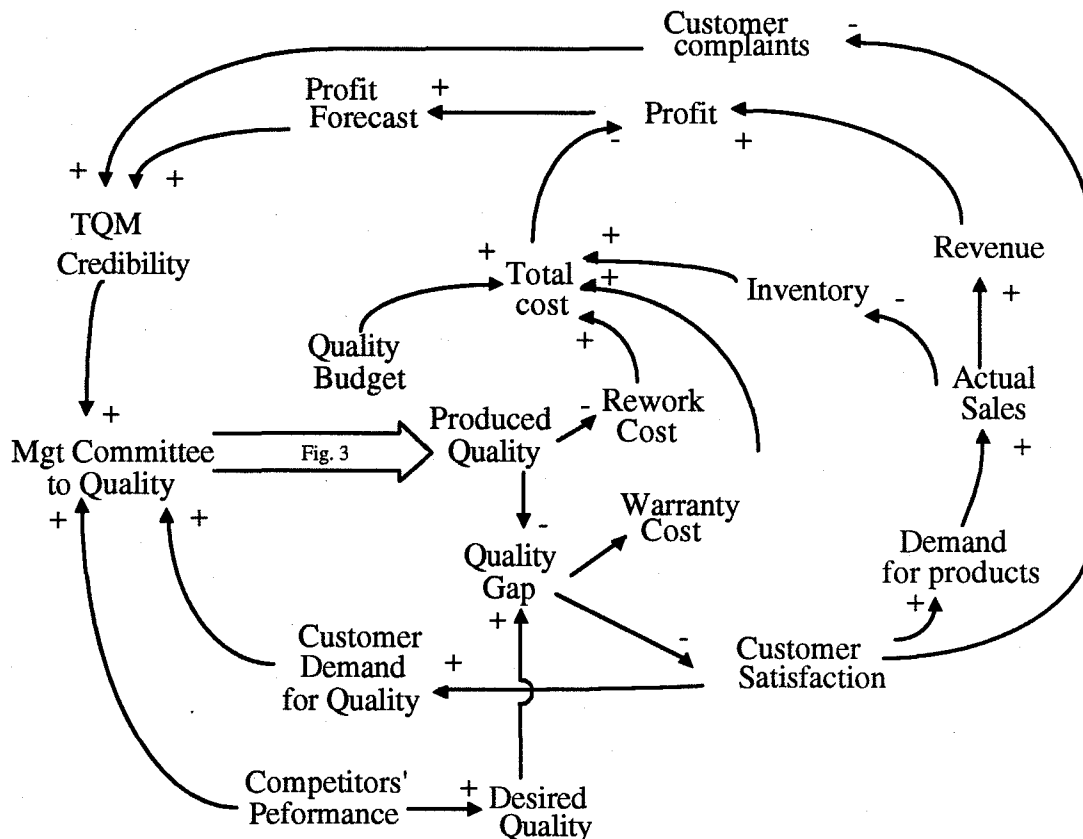 Customer
complaints
-
Profit
Forecast
+
Profit
-
+
+
+
TQM
Credibility
Revenue
+
+
Total
cost
+
+
Inventory
-
+
Quality
Budget
Rework
Cost
-
Actual
Sales
+
+
Mgt Committee
to Quality
+
+
Fig. 3
Produced
Quality
-
Warranty
Cost
Quality
Gap
+
Demand
for products
+
-
Customer
Satisfaction
Customer
Demand
for Quality
+
Competitors'
Peformance
+
Desired
Quality